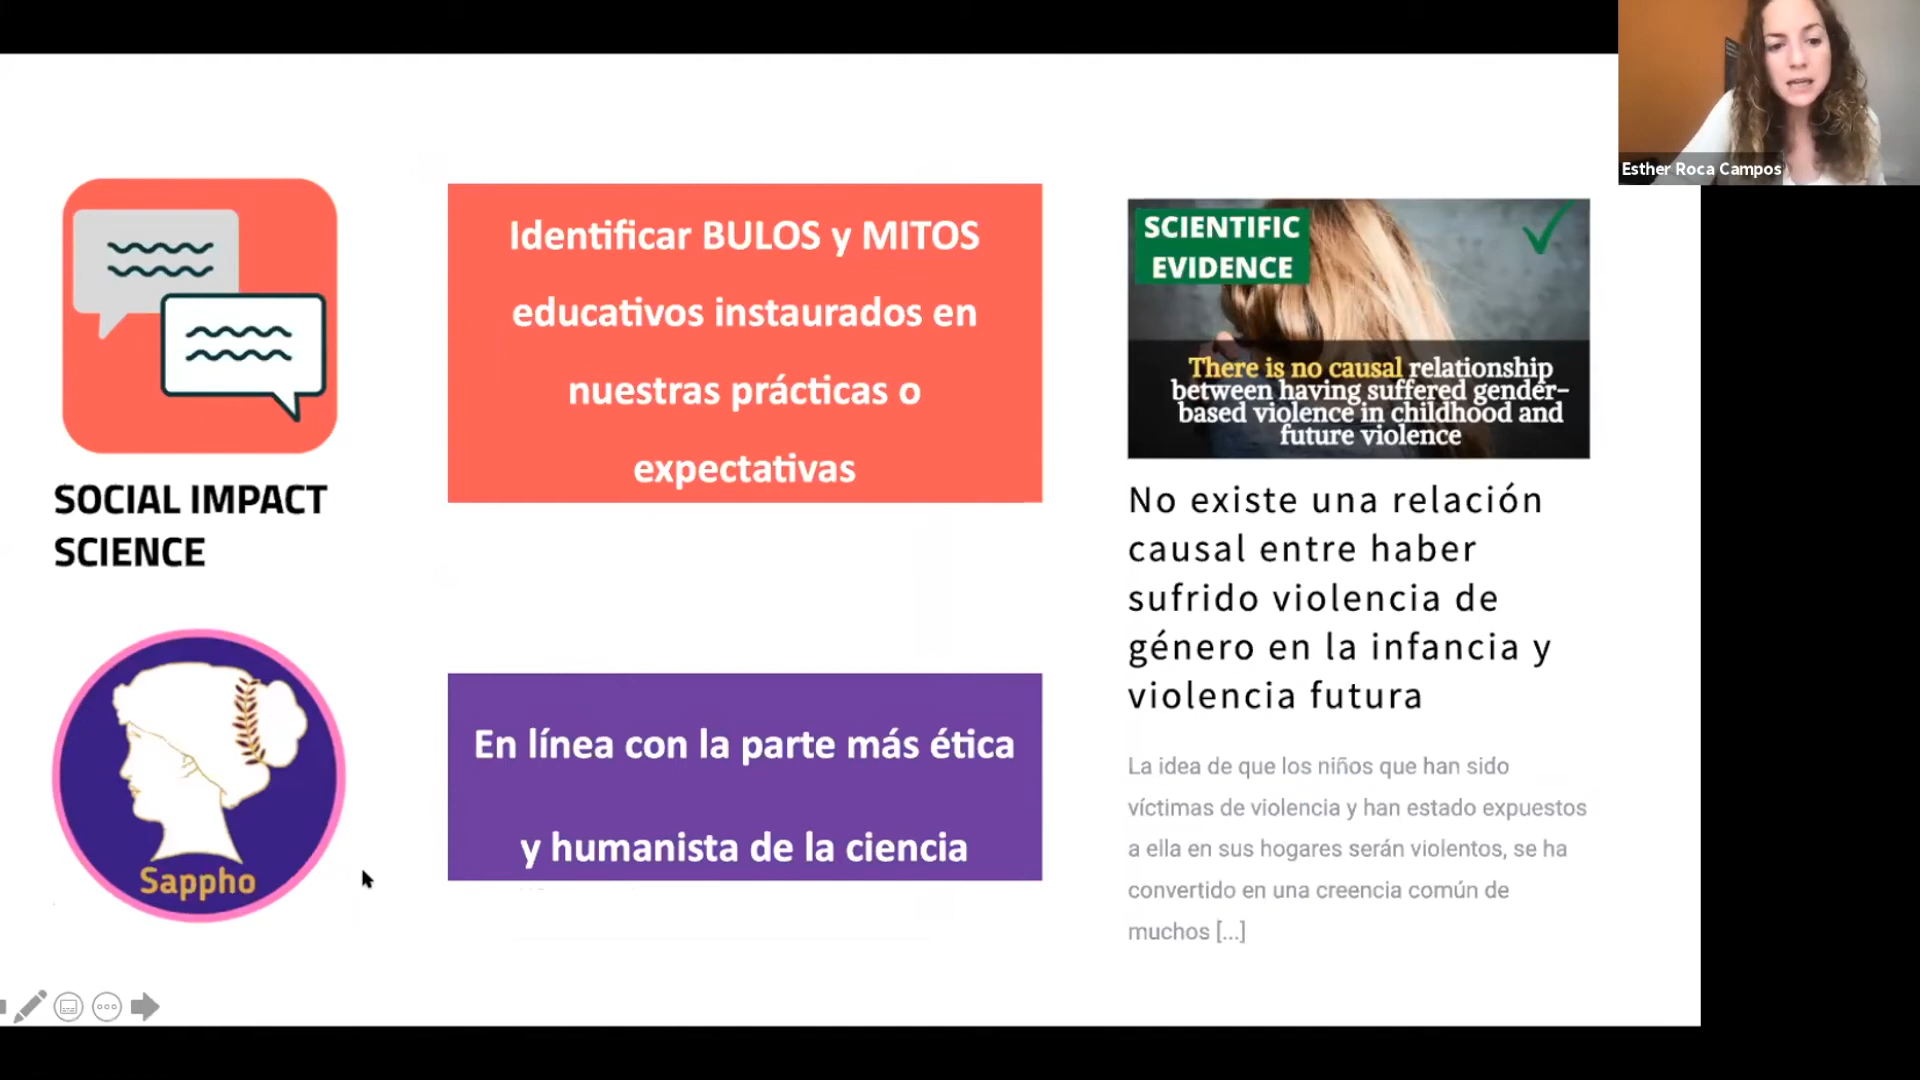 Esther Roca Campos
SOCIAL IMPACT
SCIENCE
Sappho
Identificar BULOS y MITOS
educativos instaurados en
nuestras prácticas o
expectativas
En línea con la parte más ética
y humanista de la ciencia
SCIENTIFIC
EVIDENCE
There is no causal relationship
between having suffered gender-
based violence in childhood and
future violence
No existe una relación
causal entre haber
sufrido violencia de
género en la infancia y
violencia futura
La idea de que los niños que han sido
víctimas de violencia y han estado expuestos
a ella en sus hogares serán violentos, se ha
convertido en una creencia común de
muchos [...]